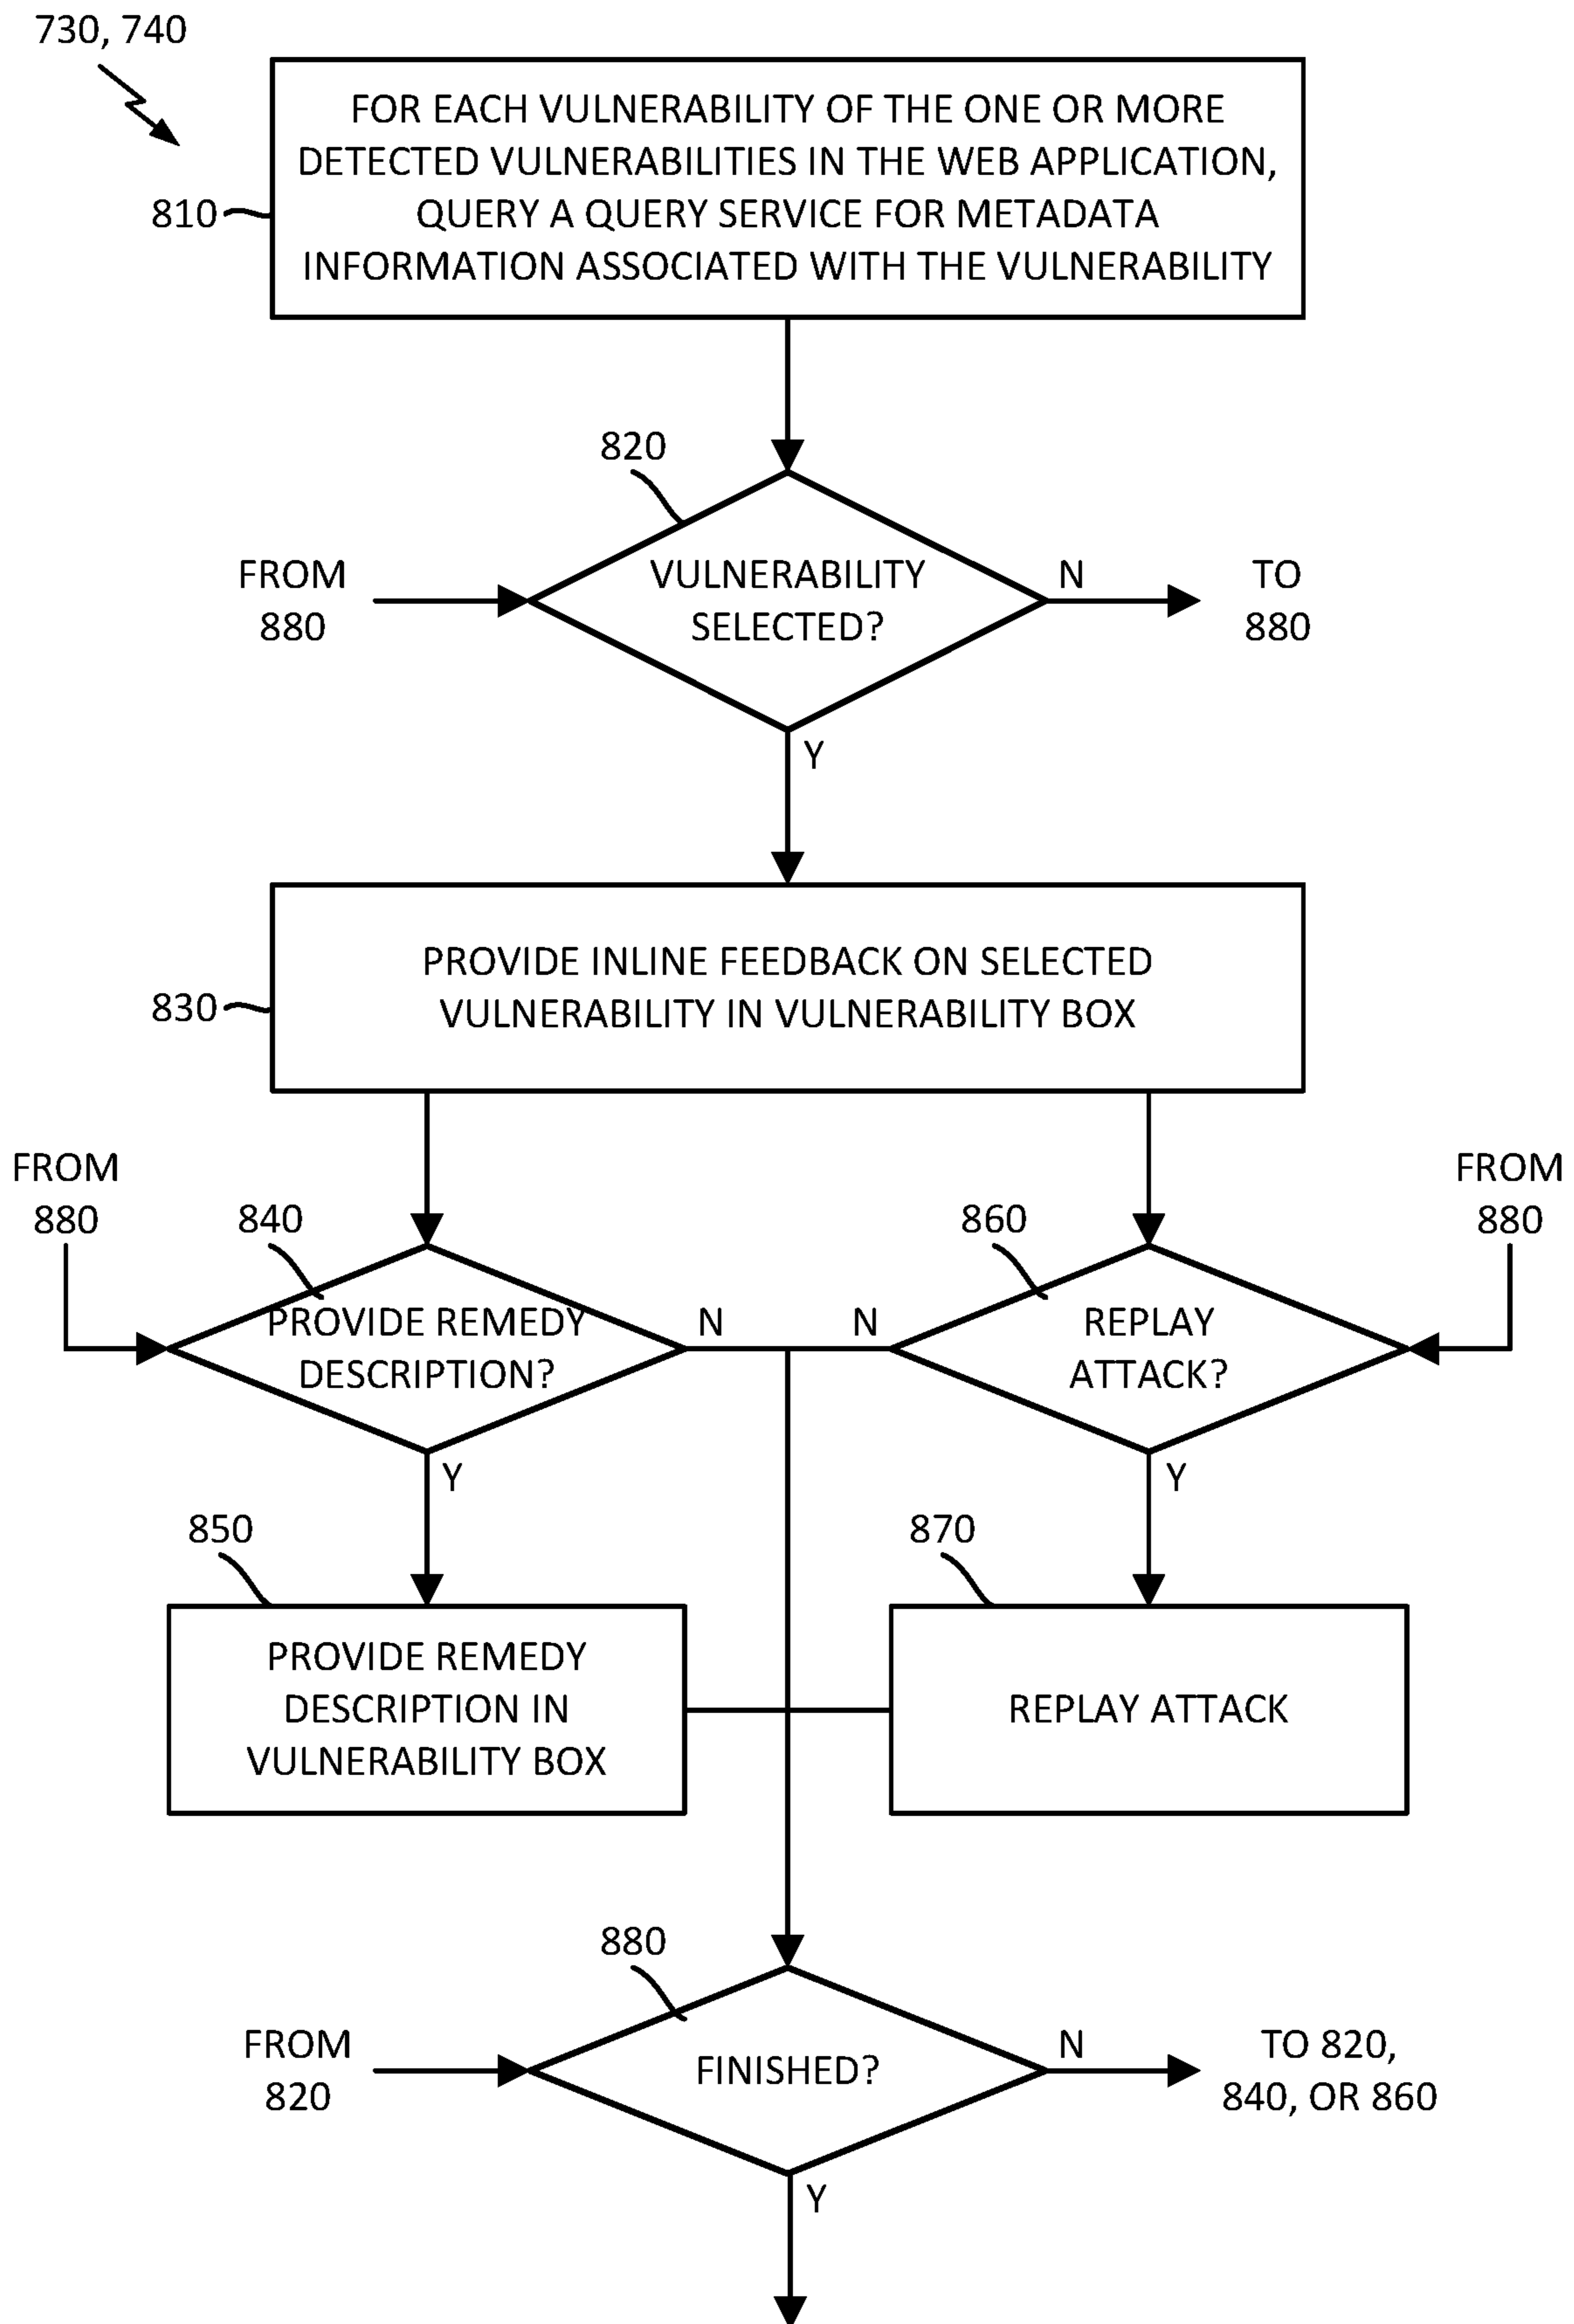 730, 740
FOR EACH VULNERABILITY OF THE ONE OR MORE
DETECTED VULNERABILITIES IN THE WEB APPLICATION,
QUERY A QUERY SERVICE FOR METADATA
INFORMATION ASSOCIATED WITH THE VULNERABILITY
810
820
FROM
880
VULNERABILITY
SELECTED?
N
TO
880
Y
PROVIDE INLINE FEEDBACK ON SELECTED
VULNERABILITY IN VULNERABILITY BOX
830
FROM
880
840
PROVIDE REMEDY
DESCRIPTION?
N
Y
860
N
REPLAY
ATTACK?
FROM
880
Y
850
PROVIDE REMEDY
DESCRIPTION IN
VULNERABILITY BOX
870
REPLAY ATTACK
880
FROM
820
FINISHED?
N
TO 820,
840, OR 860
Y